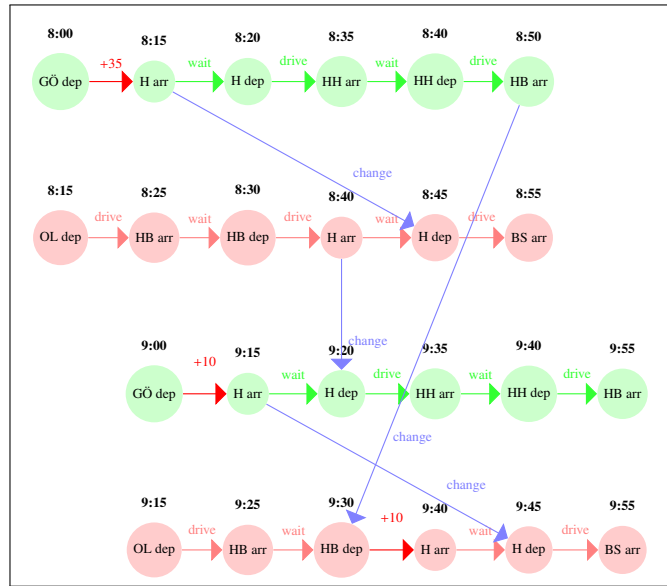 8:00 8:15 8:20 8:35 8:40 8:50
+35 wait drive wait drive
GÖ dep H arr H dep HH arr HH dep HB arr
change
8:15 8:25 8:30 8:40 8:45 8:55
drive wait drive wait drive
OL dep HB arr HB dep H arr H dep BS arr
change
9:00 9:15 9:20 9:35 9:40 9:55
+10 wait drive wait drive
GÖ dep H arr H dep HH arr HH dep HB arr
change
change
9:15 9:25 9:30 9:40 9:45 9:55
drive wait +10 wait drive
OL dep HB arr HB dep H arr H dep BS arr